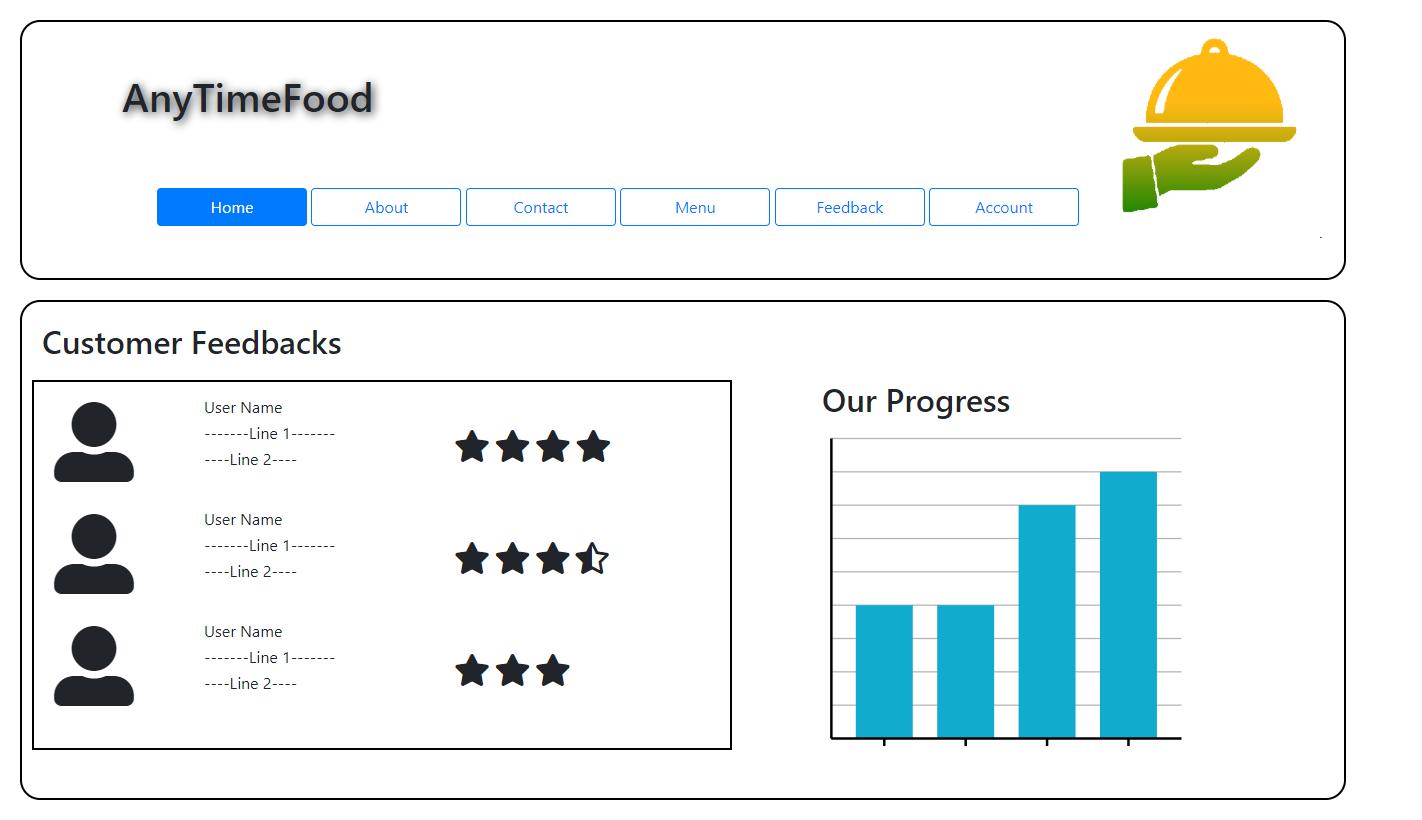 AnyTimeFood
Home About Contact Menu Feedback Account
.
Customer Feedbacks
User Name
-------Line 1-------
----Line 2----
User Name
-------Line 1-------
----Line 2----
User Name
-------Line 1-------
----Line 2----
Our Progress